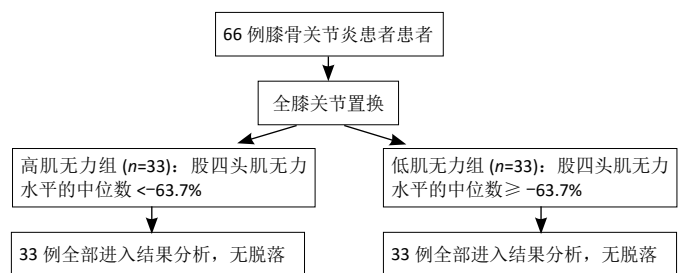 66 例膝骨关节炎患者患者
全膝关节置换
高肌无力组 (n=33)：股四头肌无力
水平的中位数 <−63.7%
低肌无力组 (n=33)：股四头肌无力
水平的中位数≥ −63.7%
33 例全部进入结果分析，无脱落
33 例全部进入结果分析，无脱落